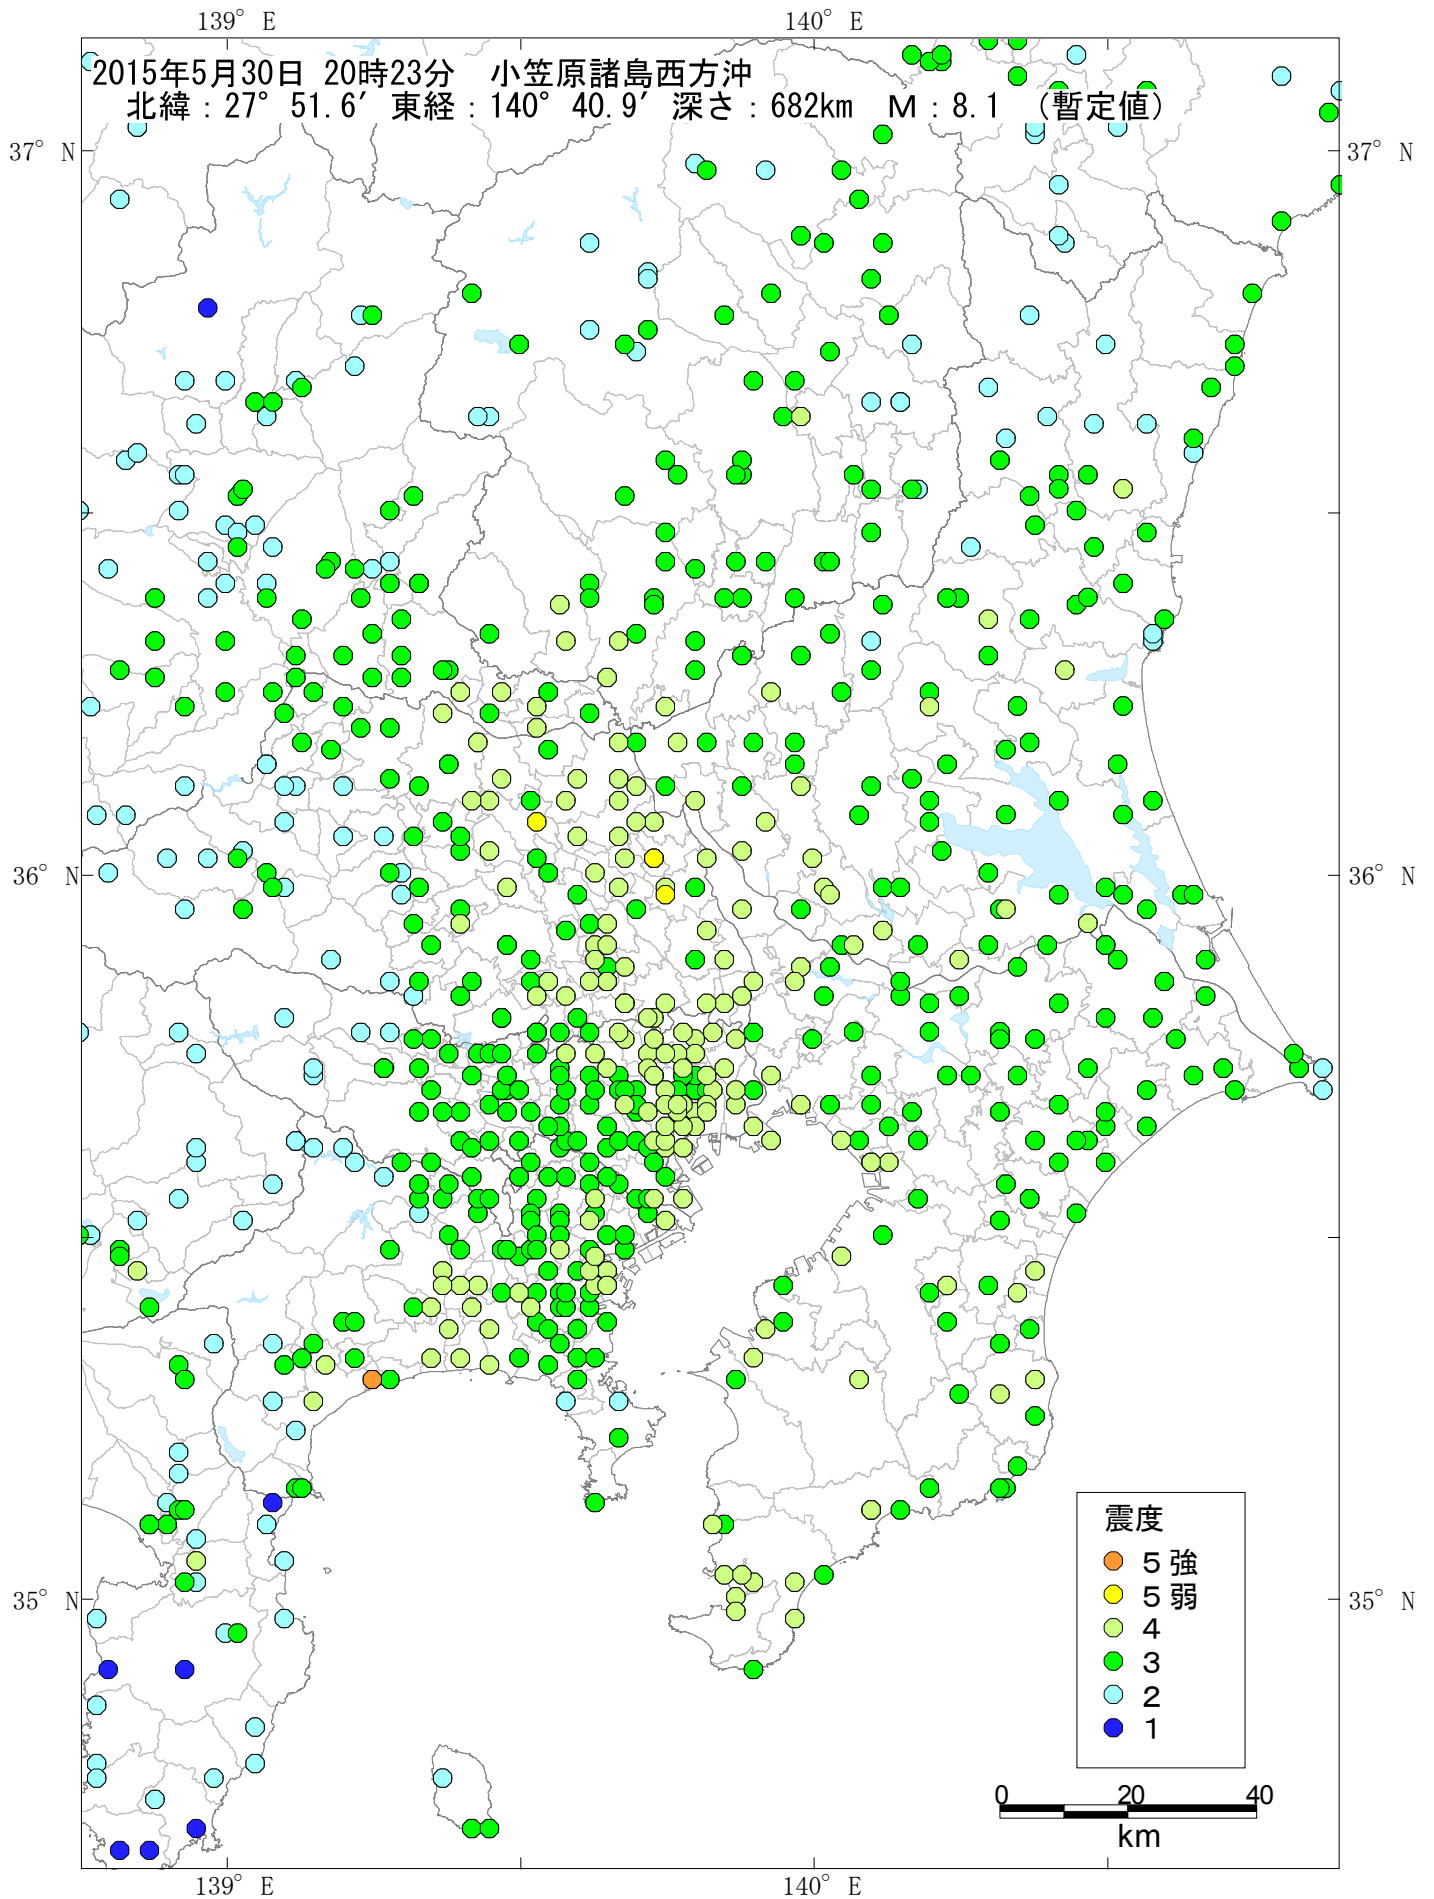 139° E 140° E
2015年5月30日 20時23分 小笠原諸島西方沖
北緯：27° 51.6′ 東経：140° 40.9′ 深さ：682km M：8.1 （暫定値）
37° N 37° N
36° N 36° N
震度
５強
５弱
４
35° N 35° N
３
２
１
0 20 40
km
139° E 140° E